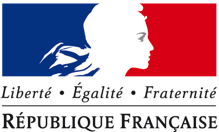 Liberté • Égalité • Fraternité
RÉPUBLIQUE FRANÇAISE